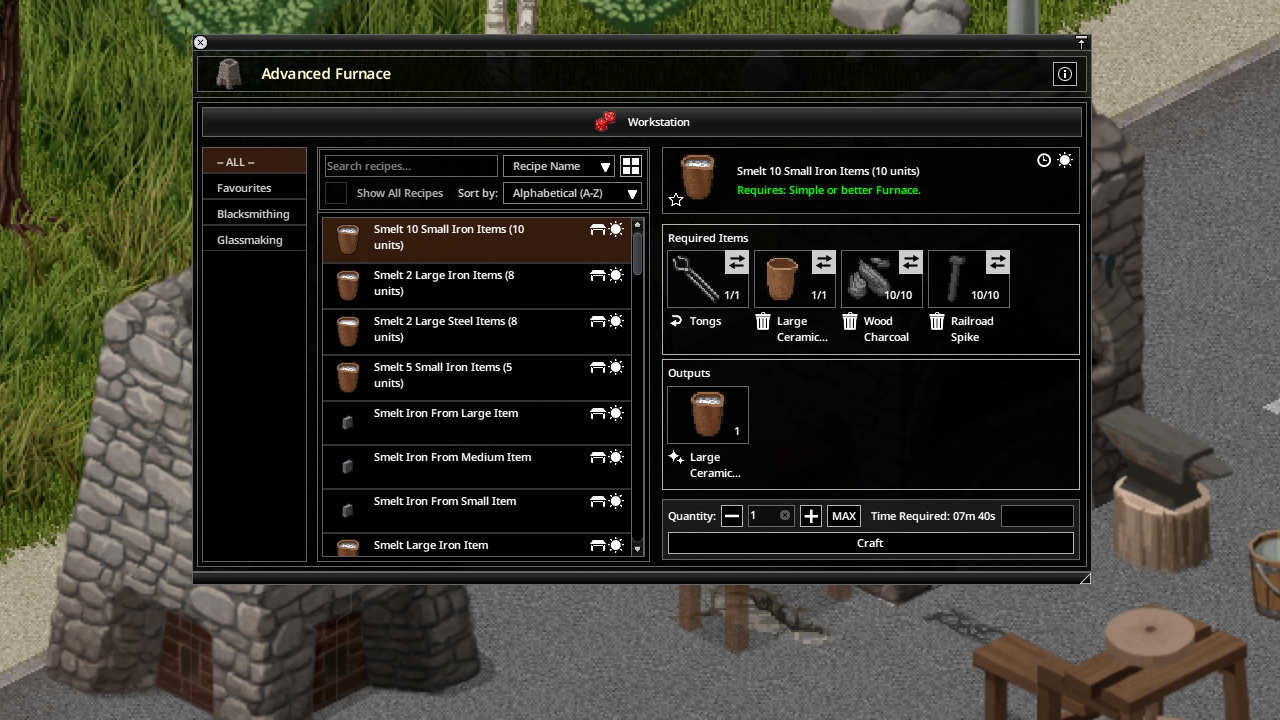 Advanced Furnace
Workstation
-- ALL --
Favourites
Blacksmithing
Glassmaking
Search recipes...
Recipe Name
Show All Recipes
Sort by:
Alphabetical (A-Z)
Smelt 10 Small Iron Items (10
units)
Smelt 2 Large Iron Items (8
units)
Smelt 2 Large Steel Items (8
units)
Smelt 5 Small Iron Items (5
units)
Smelt Iron From Large Item
Smelt Iron From Medium Item
Smelt Iron From Small Item
Smelt Large Iron Item
Smelt 10 Small Iron Items (10 units)
Requires: Simple or better Furnace.
Required Items
1/1
1/1
10/10
10/10
Tongs
Large
Ceramic...
Wood
Charcoal
Railroad
Spike
Outputs
1
Large
Ceramic...
Quantity:
1
MAX
Time Required: 07m 40s
Craft